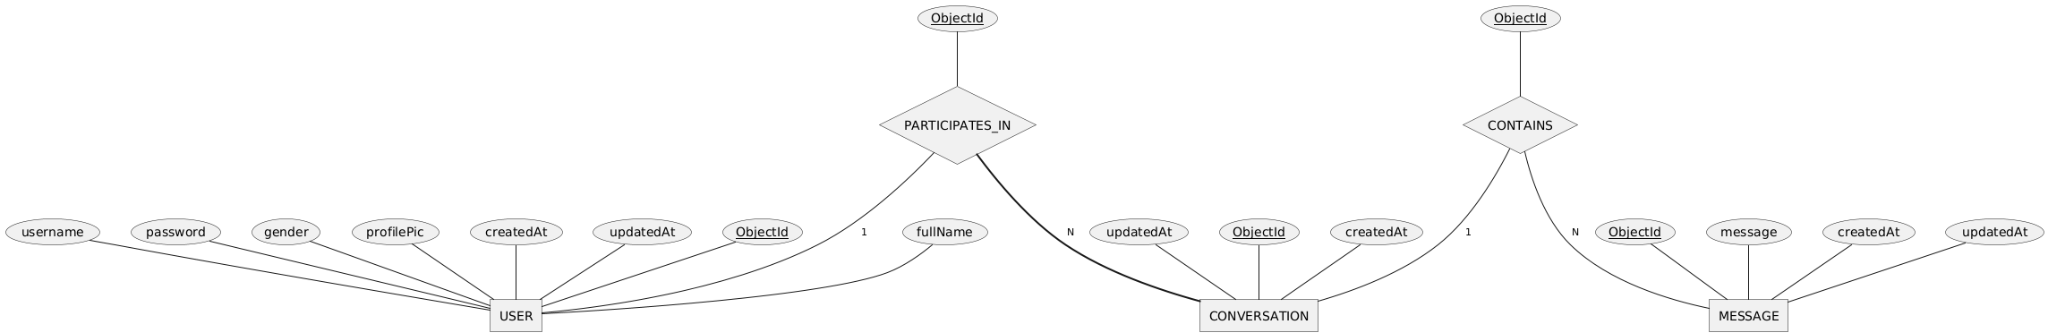 ObjectId
ObjectId
PARTICIPATES_IN
CONTAINS
username
password
gender
profilePic
createdAt
updatedAt
ObjectId
1
fullName
N
updatedAt
ObjectId
createdAt
1
N
ObjectId
message
createdAt
updatedAt
USER
CONVERSATION
MESSAGE